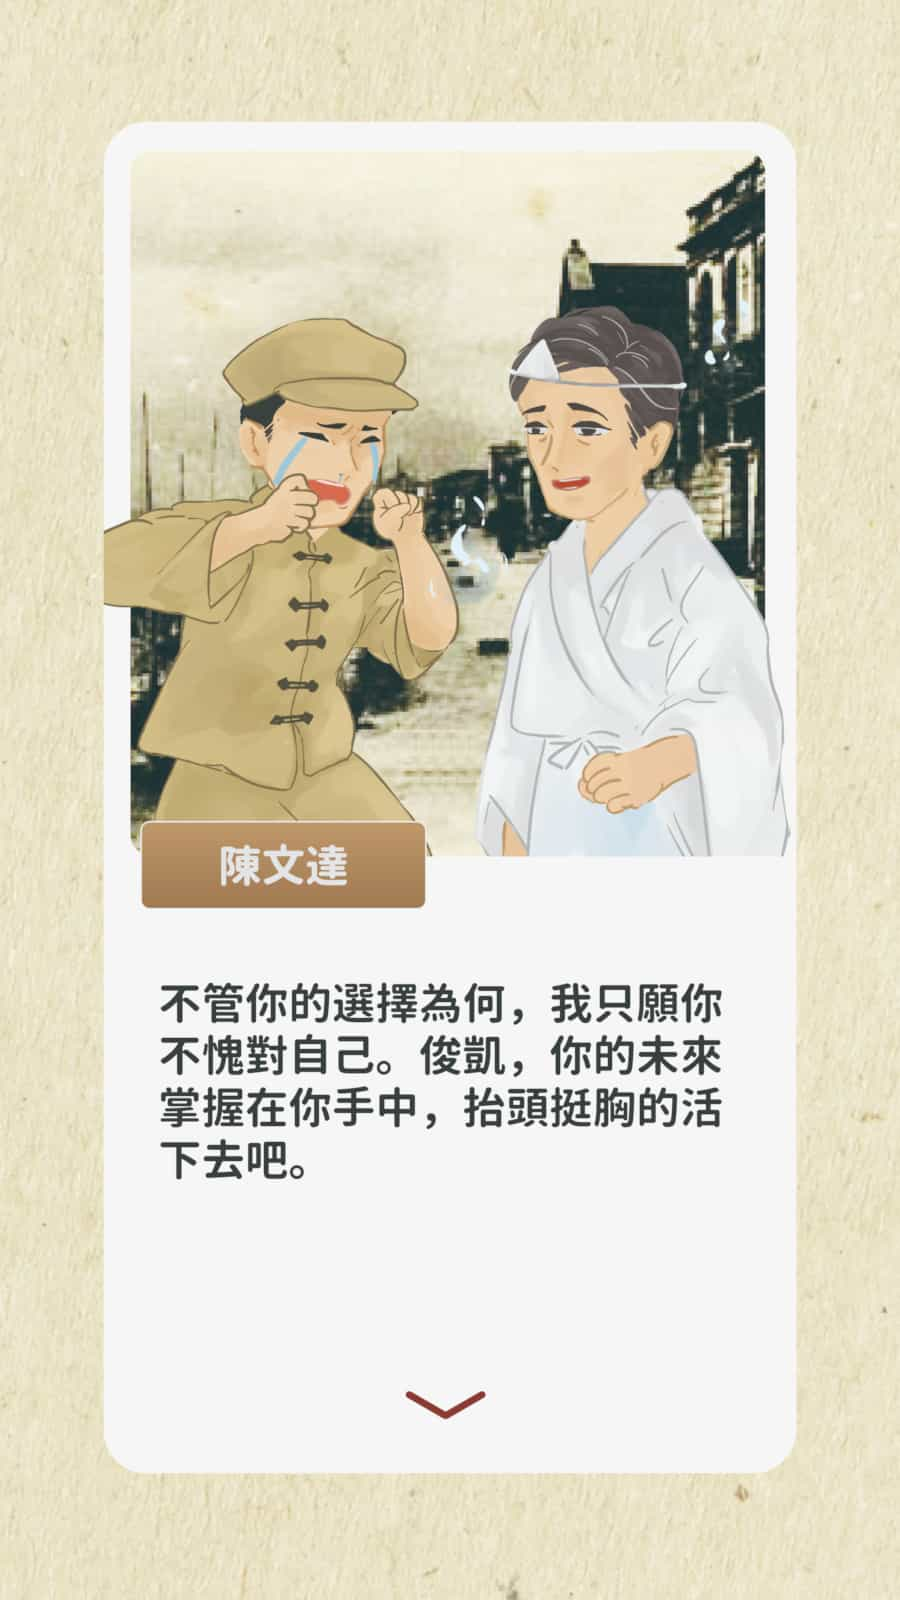 陳文達
不管你的選擇為何，我只願你
不愧對自己。俊凱，你的未來
掌握在你手中，抬頭挺胸的活
下去吧。